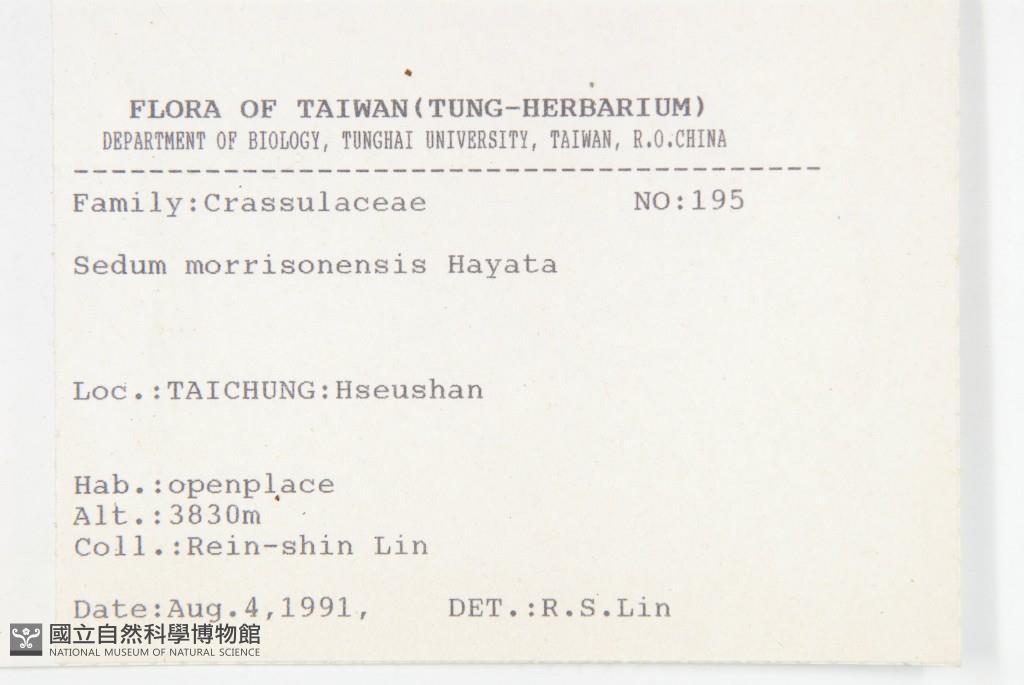 FLORA OF TAIWAN(TUNG-HERBARIUM)
DEPARTMENT OF BIOLOGY, TUNGHAI UNIVERSITY, TAIWAN, R.O.CHINA
----------------------------------------
Family:Crassulaceae NO:195
Sedum morrisonensis Hayata
Loc.:TAICHUNG:Hseushan
Hab.:openplace
Alt.:3830m
Coll.:Rein-shin Lin
Date:Aug.4,1991, DET.:R.S.Lin
國立自然科學博物館
NATIONAL MUSEUM OF NATURAL SCIENCE